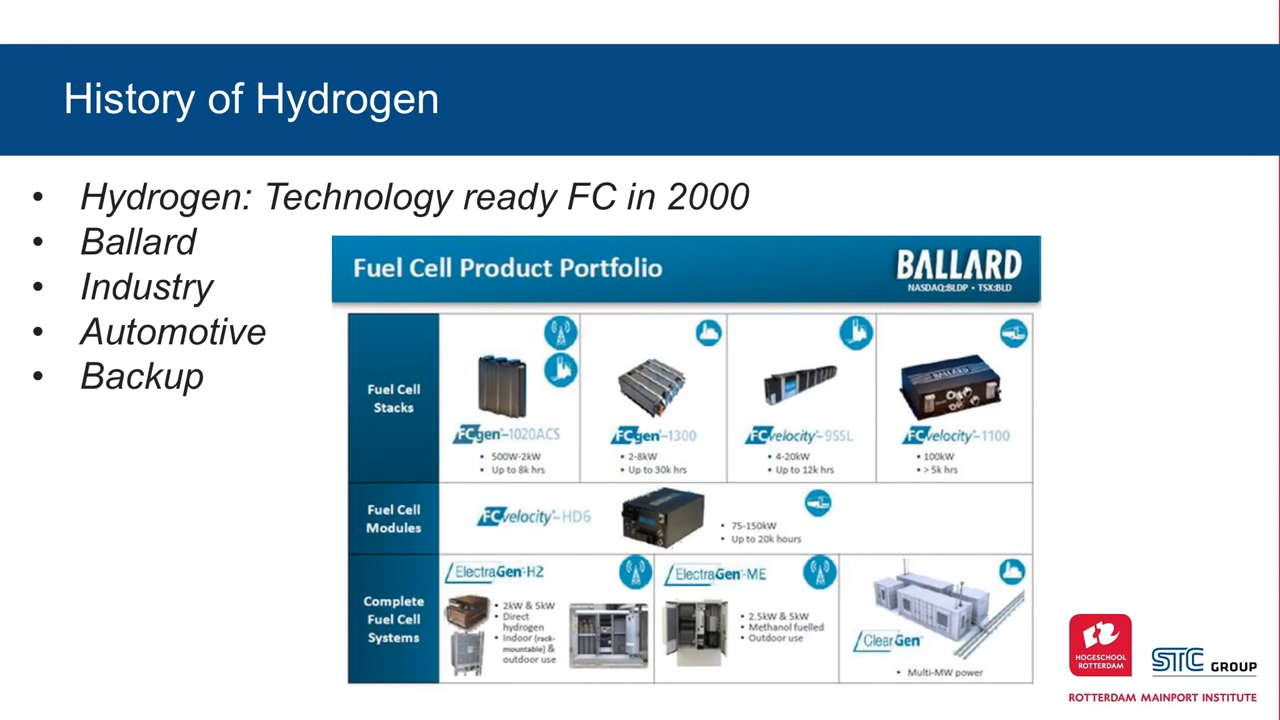 History of Hydrogen
• Hydrogen: Technology ready FC in 2000
• Ballard
• Industry
• Automotive
• Backup
Fuel Cell Product Portfolio
BALLARD
NASDAQ:BLDP • TSX:BLD
Fuel Cell
Stacks
FCgen®–1020ACS
• 500W-2kW
• Up to 8k hrs
FCgen®–1300
• 2-8kW
• Up to 30k hrs
FCvelocity®–9SSL
• 4-20kW
• Up to 12k hrs
BALLARD
FCvelocity®–1100
• 100kW
• > 5k hrs
Fuel Cell
Modules
FCvelocity®–HD6
BALLARD
• 75-150kW
• Up to 20k hours
Complete
Fuel Cell
Systems
ElectraGen™-H2
• 2kW & 5kW
• Direct
hydrogen
• Indoor (rack-
mountable) &
outdoor use
ElectraGen™-ME
• 2.5kW & 5kW
• Methanol fuelled
• Outdoor use
ClearGen™
• Multi-MW power
HOGESCHOOL
ROTTERDAM
STC GROUP
ROTTERDAM MAINPORT INSTITUTE